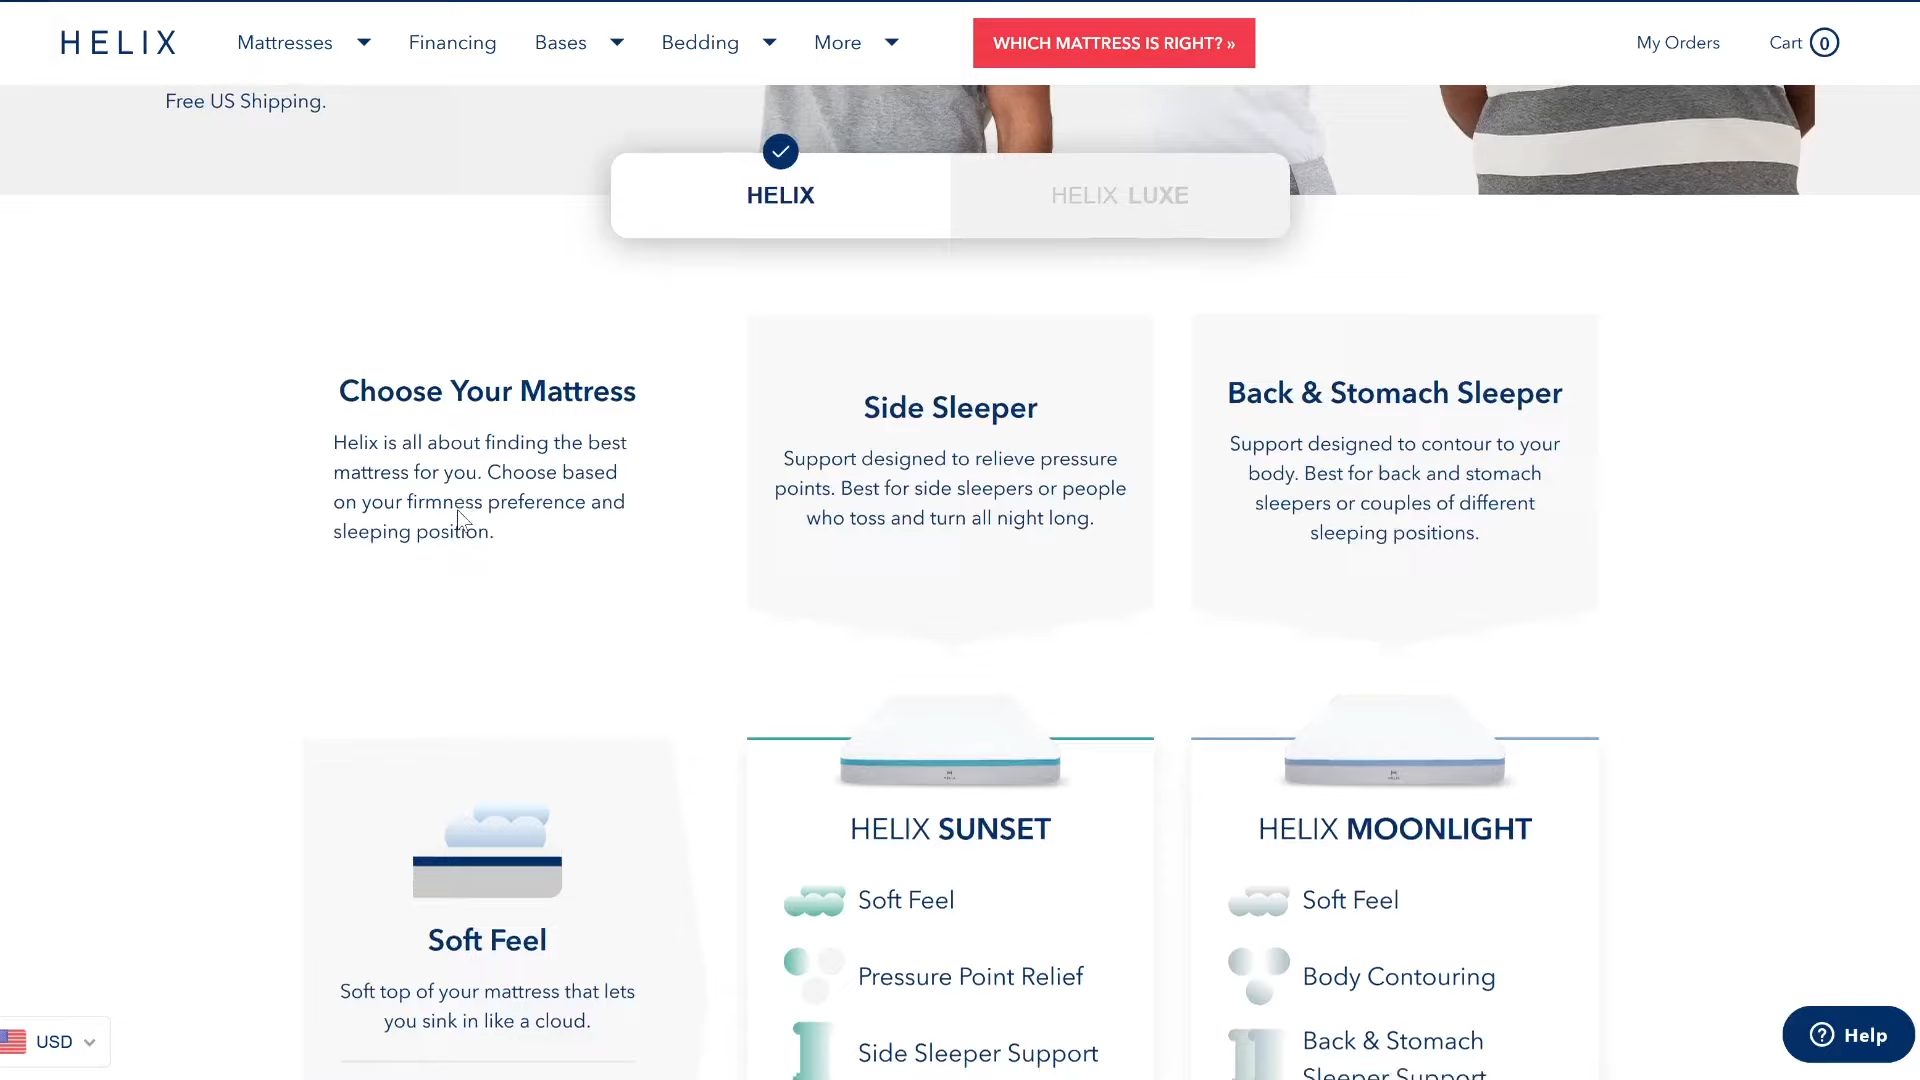 HELIX
Mattresses
Financing
Bases
Bedding
More
WHICH MATTRESS IS RIGHT? »
My Orders
Cart 0
Free US Shipping.
HELIX
HELIX LUXE
Choose Your Mattress
Helix is all about finding the best
mattress for you. Choose based
on your firmness preference and
sleeping position.
Side Sleeper
Support designed to relieve pressure
points. Best for side sleepers or people
who toss and turn all night long.
Back & Stomach Sleeper
Support designed to contour to your
body. Best for back and stomach
sleepers or couples of different
sleeping positions.
Soft Feel
Soft top of your mattress that lets
you sink in like a cloud.
HELIX SUNSET
Soft Feel
Pressure Point Relief
Side Sleeper Support
HELIX MOONLIGHT
Soft Feel
Body Contouring
Back & Stomach
Sleeper Support
USD
? Help